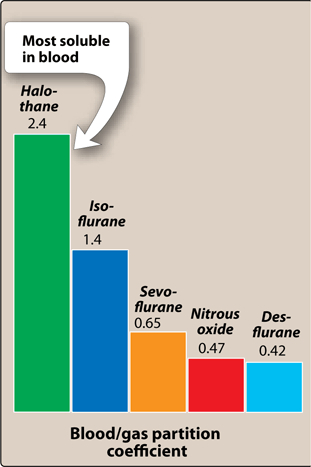 Most soluble
in blood
Halo-
thane
2.4
Iso-
flurane
1.4
Sevo-
flurane
0.65
Nitrous
oxide
0.47
Des-
flurane
0.42
Blood/gas partition
coefficient